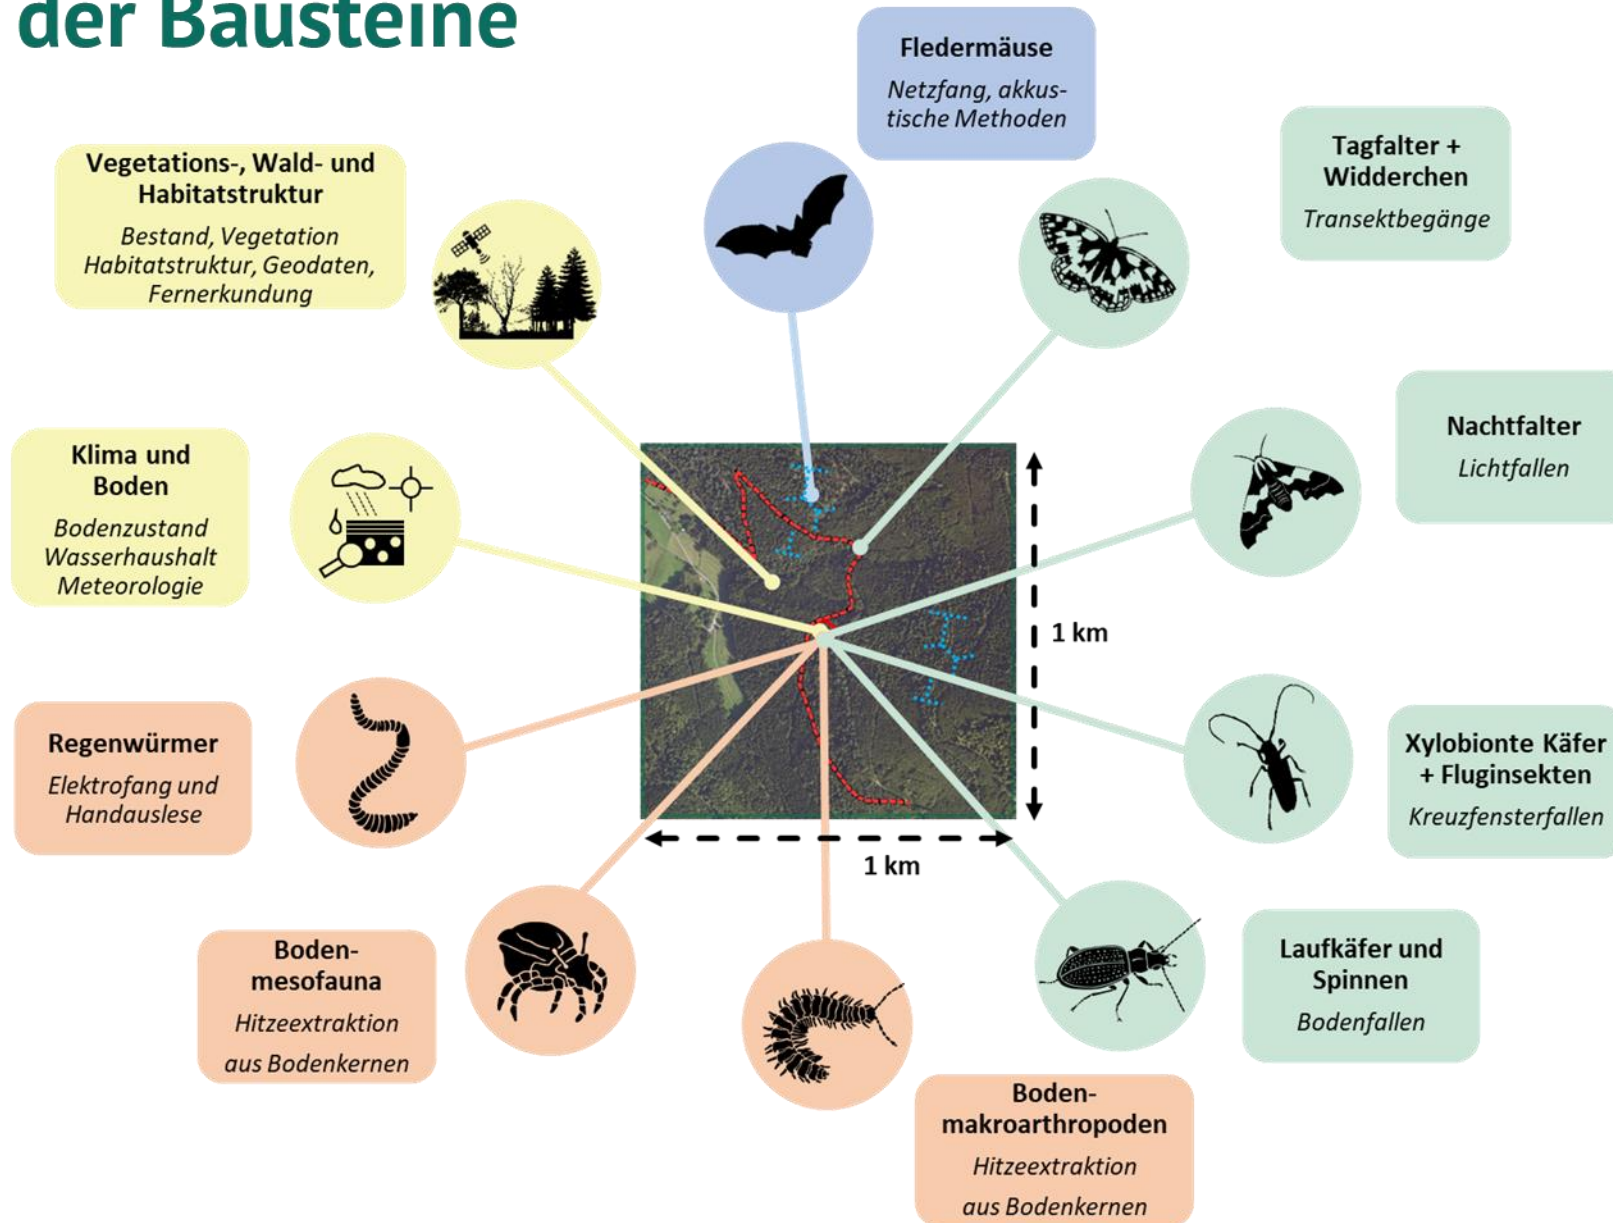 der Bausteine
Fledermäuse
Netzfang, akkus-
tische Methoden
Tagfalter +
Widderchen
Transektbegänge
Vegetations-, Wald- und
Habitatstruktur
Bestand, Vegetation
Habitatstruktur, Geodaten,
Fernerkundung
Nachtfalter
Lichtfallen
Klima und
Boden
Bodenzustand
Wasserhaushalt
Meteorologie
1 km
Regenwürmer
Elektrofang und
Handauslese
Xylobionte Käfer
+ Fluginsekten
Kreuzfensterfallen
1 km
Boden-
mesofauna
Hitzeextraktion
aus Bodenkernen
Laufkäfer und
Spinnen
Bodenfallen
Boden-
makroarthropoden
Hitzeextraktion
aus Bodenkernen